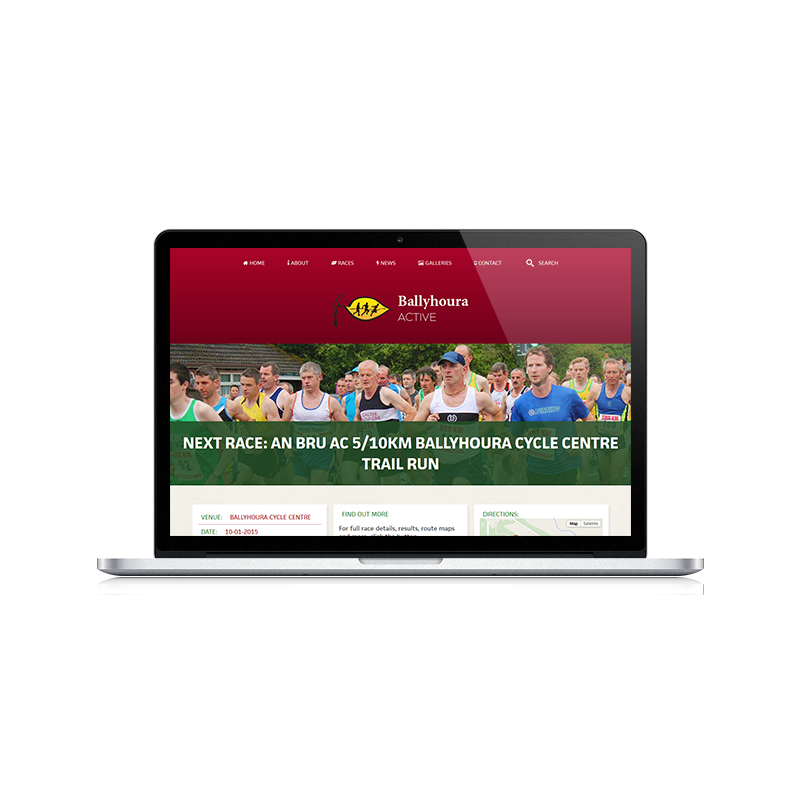 HOME ABOUT RACES NEWS GALLERIES CONTACT SEARCH
Ballyhoura
ACTIVE
NEXT RACE: AN BRU AC 5/10KM BALLYHOURA CYCLE CENTRE
TRAIL RUN
VENUE: BALLYHOURA CYCLE CENTRE
DATE: 10-01-2015
FIND OUT MORE
For full race details, results, route maps
DIRECTIONS:
Map Satellite